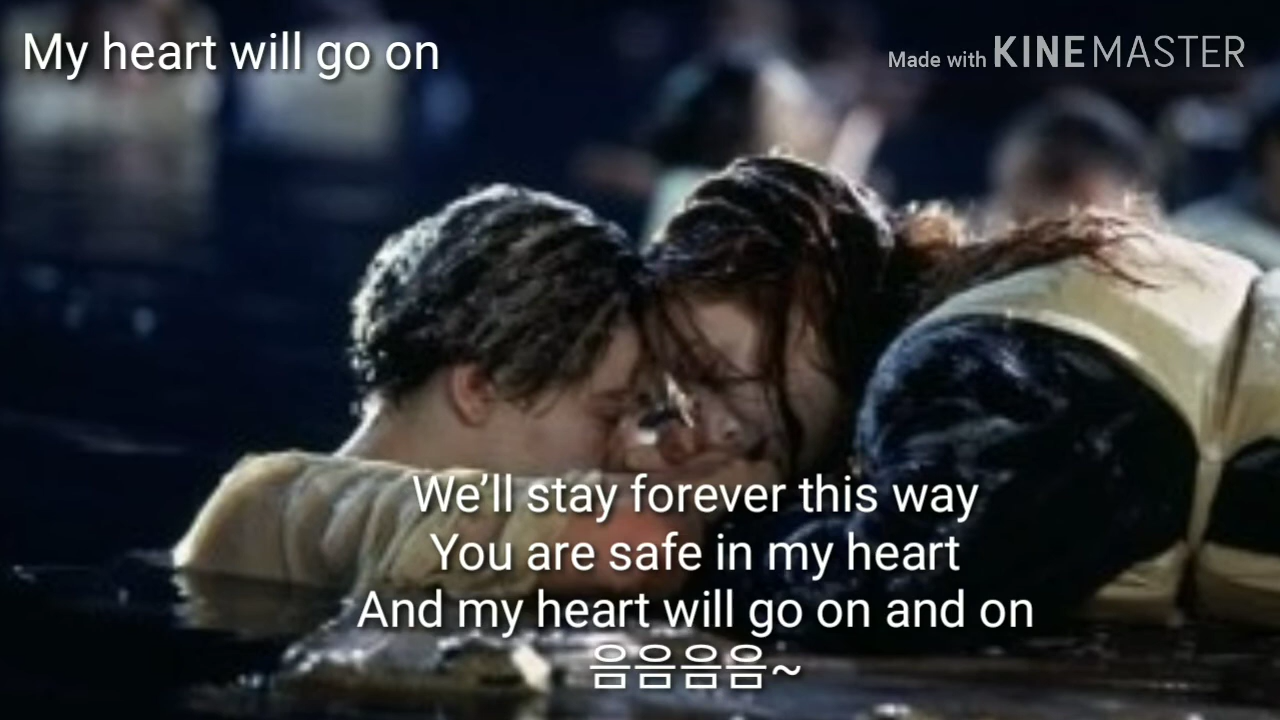 My heart will go on
Made with KINEMASTER
We’ll stay forever this way
You are safe in my heart
And my heart will go on and on
음음음음~